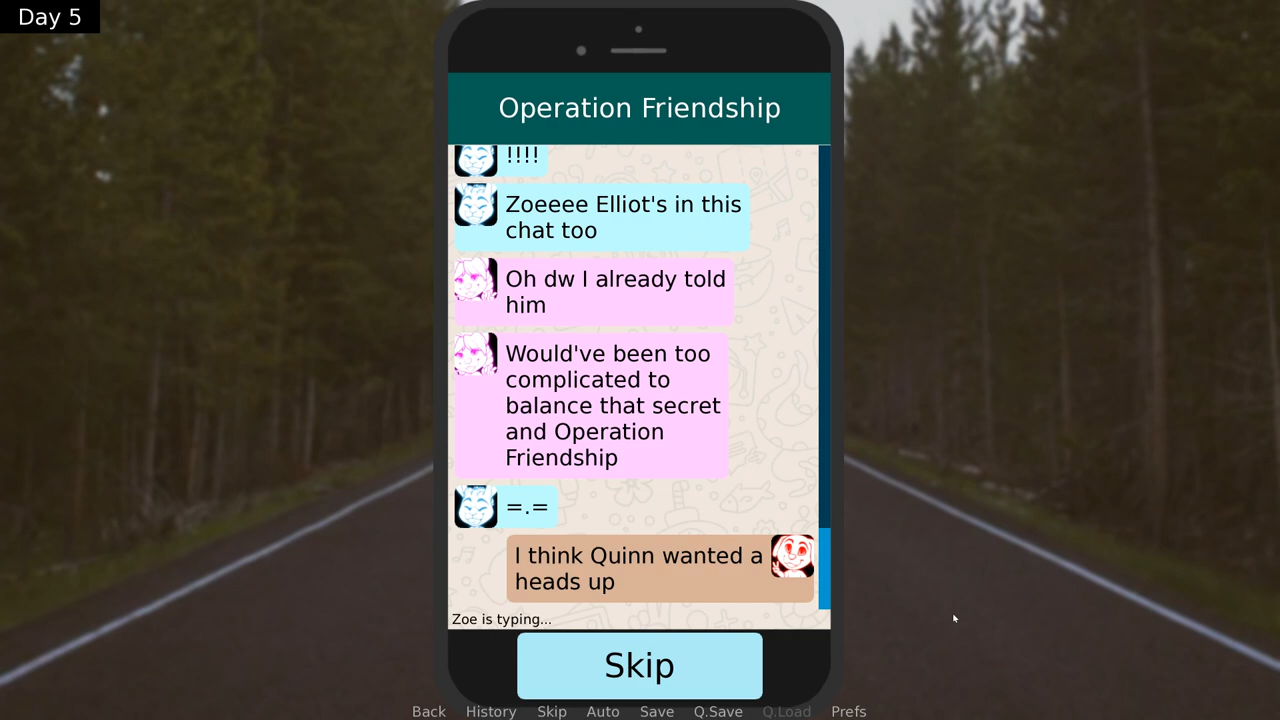 Day 5
Operation Friendship
!!!!
Zoeeee Elliot's in this
chat too
Oh dw I already told
him
Would've been too
complicated to
balance that secret
and Operation
Friendship
=.=
I think Quinn wanted a
heads up
Zoe is typing...
Skip
Back History Skip Auto Save Q.Save Q.Load Prefs